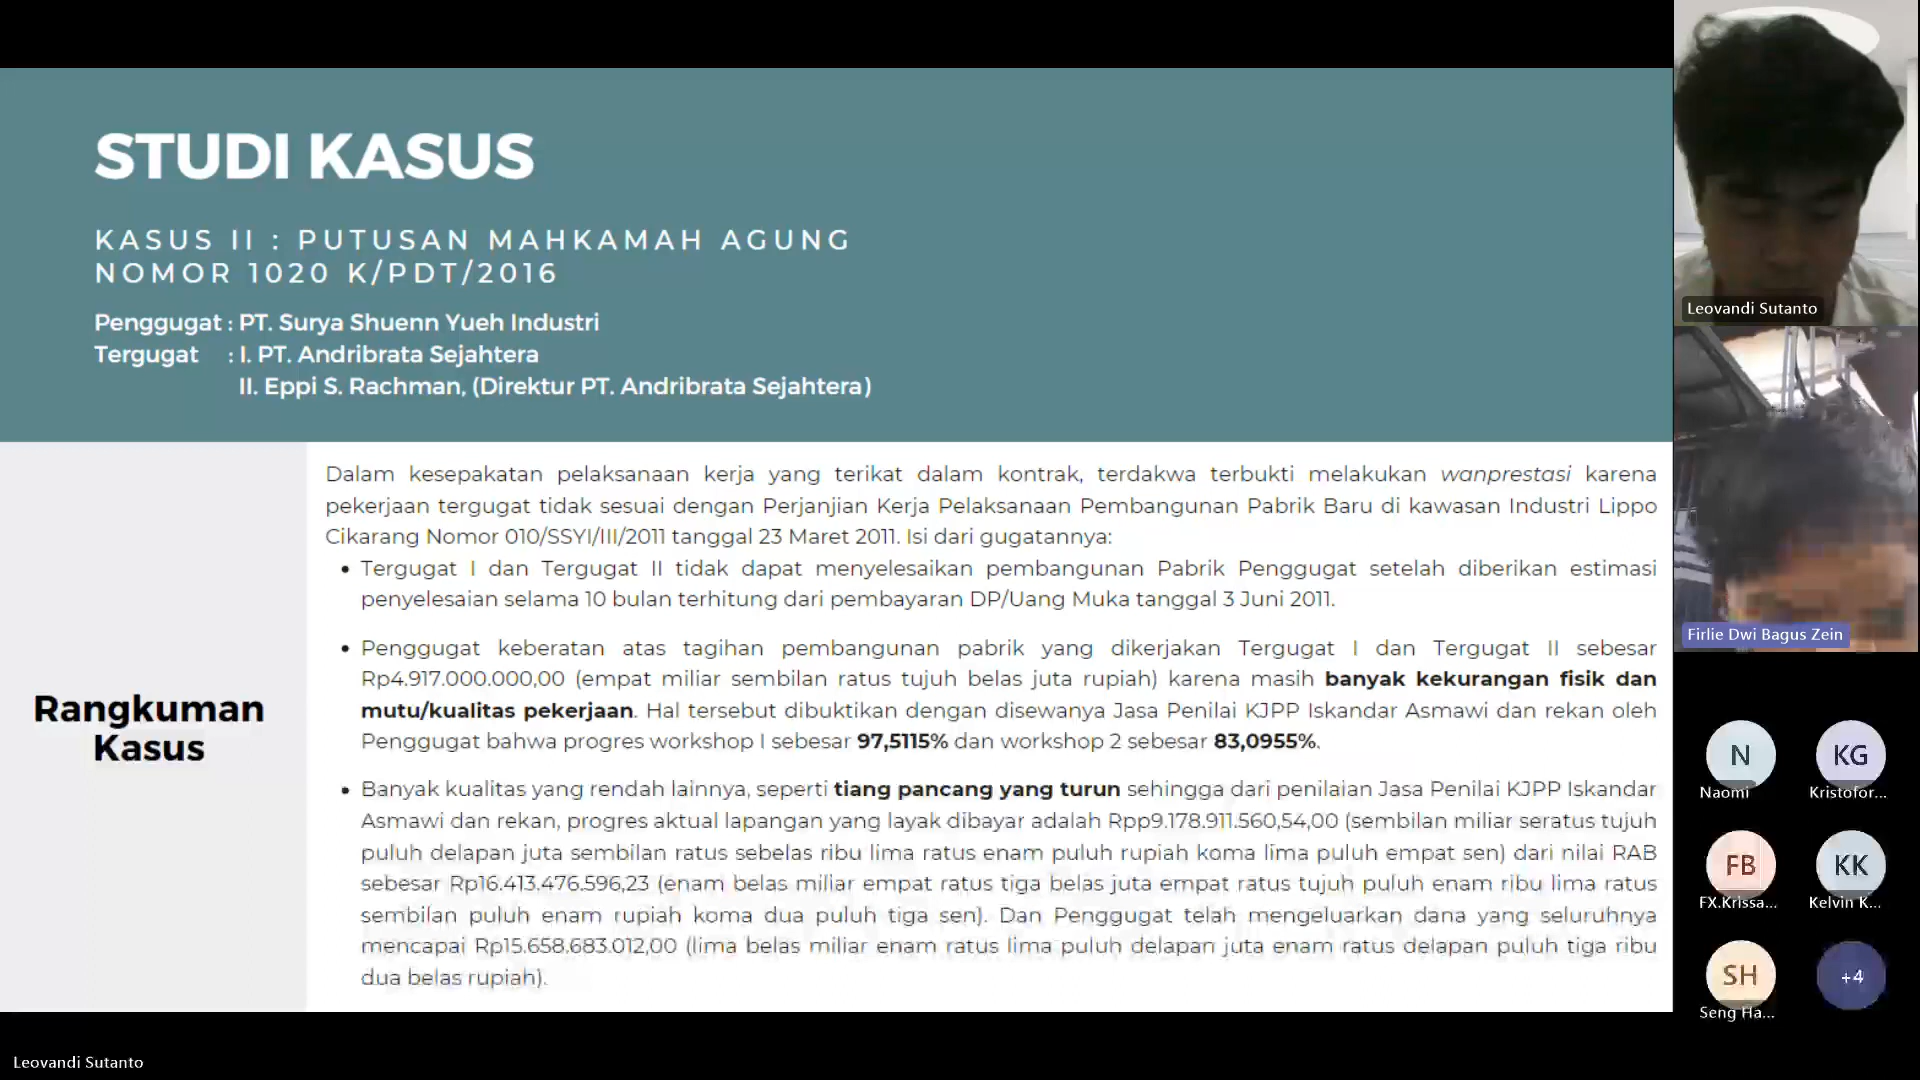 STUDI KASUS
KASUS II : PUTUSAN MAHKAMAH AGUNG
NOMOR 1020 K/PDT/2016
Penggugat : PT. Surya Shuenn Yueh Industri
Tergugat : I. PT. Andribrata Sejahtera
II. Eppi S. Rachman, (Direktur PT. Andribrata Sejahtera)
Rangkuman
Kasus
Dalam kesepakatan pelaksanaan kerja yang terikat dalam kontrak, terdakwa terbukti melakukan wanprestasi karena
pekerjaan tergugat tidak sesuai dengan Perjanjian Kerja Pelaksanaan Pembangunan Pabrik Baru di kawasan Industri Lippo
Cikarang Nomor 010/SSYI/III/2011 tanggal 23 Maret 2011. Isi dari gugatannya:
• Tergugat I dan Tergugat II tidak dapat menyelesaikan pembangunan Pabrik Penggugat setelah diberikan estimasi
penyelesaian selama 10 bulan terhitung dari pembayaran DP/Uang Muka tanggal 3 Juni 2011.
• Penggugat keberatan atas tagihan pembangunan pabrik yang dikerjakan Tergugat I dan Tergugat II sebesar
Rp4.917.000.000,00 (empat miliar sembilan ratus tujuh belas juta rupiah) karena masih banyak kekurangan fisik dan
mutu/kualitas pekerjaan. Hal tersebut dibuktikan dengan disewanya Jasa Penilai KJPP Iskandar Asmawi dan rekan oleh
Penggugat bahwa progres workshop I sebesar 97,5115% dan workshop 2 sebesar 83,0955%.
• Banyak kualitas yang rendah lainnya, seperti tiang pancang yang turun sehingga dari penilaian Jasa Penilai KJPP Iskandar
Asmawi dan rekan, progres aktual lapangan yang layak dibayar adalah Rpp9.178.911.560,54,00 (sembilan miliar seratus tujuh
puluh delapan juta sembilan ratus sebelas ribu lima ratus enam puluh rupiah koma lima puluh empat sen) dari nilai RAB
sebesar Rp16.413.476.596,23 (enam belas miliar empat ratus tiga belas juta empat ratus tujuh puluh enam ribu lima ratus
sembilan puluh enam rupiah koma dua puluh tiga sen). Dan Penggugat telah mengeluarkan dana yang seluruhnya
mencapai Rp15.658.683.012,00 (lima belas miliar enam ratus lima puluh delapan juta enam ratus delapan puluh tiga ribu
dua belas rupiah).
Leovandi Sutanto
Firlie Dwi Bagus Zein
N
Naomi
KG
Kristofor...
FB
FX.Krissa...
KK
Kelvin K...
SH
Seng Ha...
+4
Leovandi Sutanto